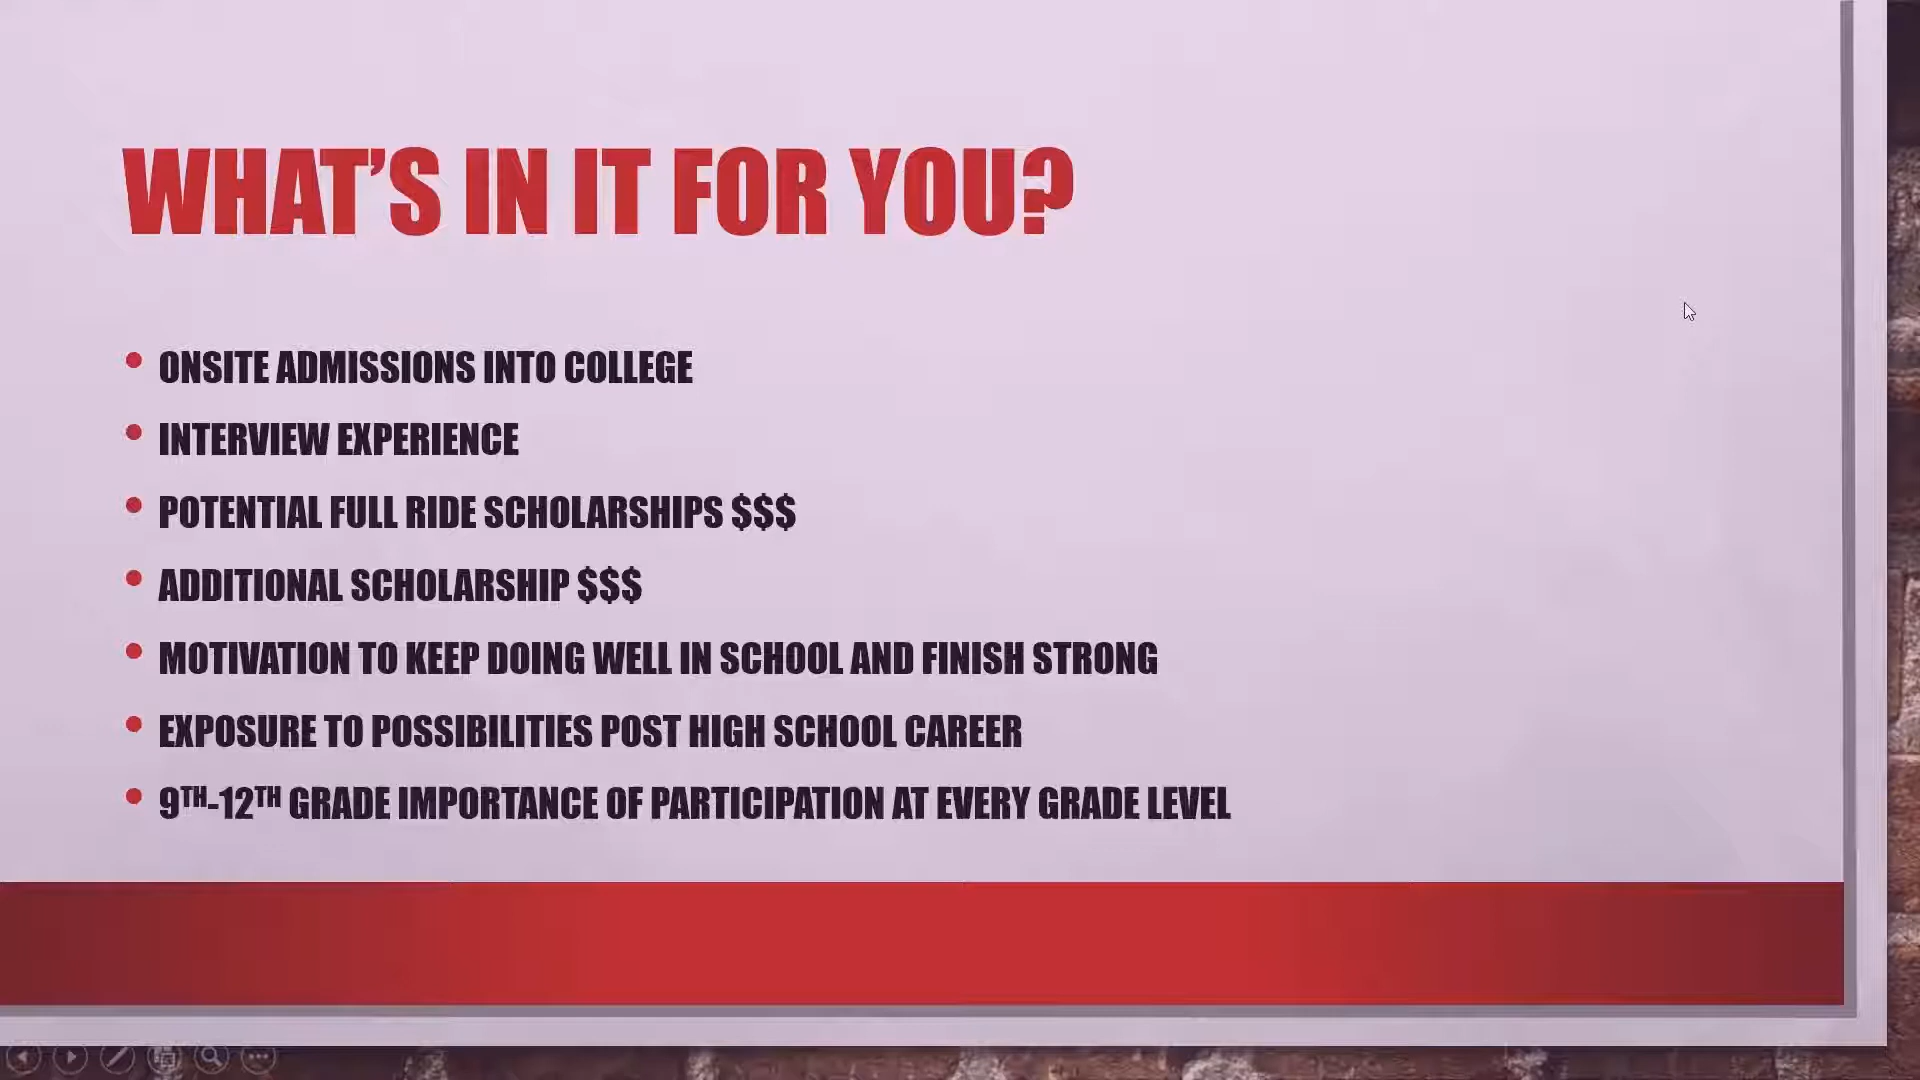 WHAT’S IN IT FOR YOU?
• ONSITE ADMISSIONS INTO COLLEGE
• INTERVIEW EXPERIENCE
• POTENTIAL FULL RIDE SCHOLARSHIPS $$$
• ADDITIONAL SCHOLARSHIP $$$
• MOTIVATION TO KEEP DOING WELL IN SCHOOL AND FINISH STRONG
• EXPOSURE TO POSSIBILITIES POST HIGH SCHOOL CAREER
• 9TH-12TH GRADE IMPORTANCE OF PARTICIPATION AT EVERY GRADE LEVEL